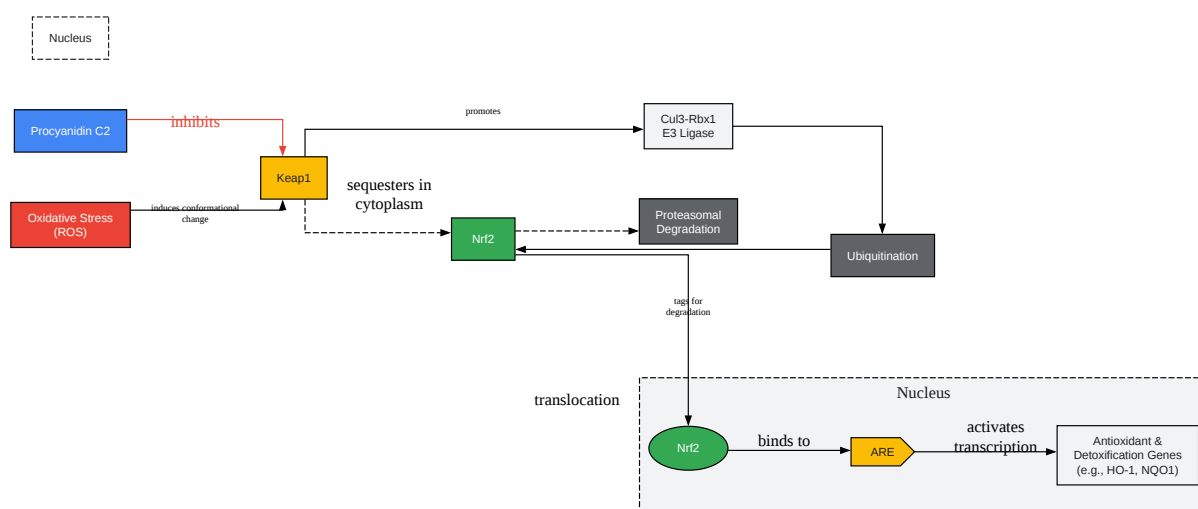 Nucleus
Procyanidin C2
inhibits
promotes
Cul3-Rbx1
E3 Ligase
Keap1
sequesters in
cytoplasm
Oxidative Stress
(ROS)
induces conformational
change
Nrf2
Proteasomal
Degradation
Ubiquitination
tags for
degradation
translocation
Nucleus
Nrf2
binds to
ARE
activates
transcription
Antioxidant &
Detoxification Genes
(e.g., HO-1, NQO1)